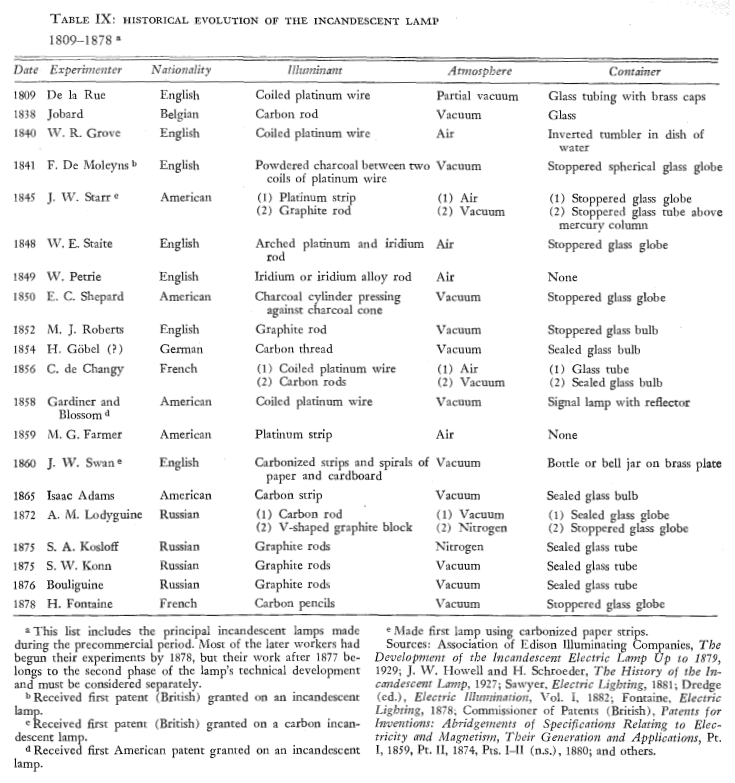 TABLE IX: HISTORICAL EVOLUTION OF THE INCANDESCENT LAMP
1809–1878 a
Date Experimenter Nationality Illuminant Atmosphere Container
1809 De la Rue English Coiled platinum wire Partial vacuum Glass tubing with brass caps
1838 Jobard Belgian Carbon rod Vacuum Glass
1840 W. R. Grove English Coiled platinum wire Air Inverted tumbler in dish of
water
1841 F. De Moleyns b English Powdered charcoal between two Vacuum Stoppered spherical glass globe
coils of platinum wire
1845 J. W. Starr c American (1) Platinum strip (1) Air (1) Stoppered glass globe
(2) Graphite rod (2) Vacuum (2) Stoppered glass tube above
mercury column
1848 W. E. Staite English Arched platinum and iridium Air Stoppered glass globe
rod
1849 W. Petrie English Iridium or iridium alloy rod Air None
1850 E. C. Shepard American Charcoal cylinder pressing Vacuum Stoppered glass globe
against charcoal cone
1852 M. J. Roberts English Graphite rod Vacuum Stoppered glass bulb
1854 H. Göbel (?) German Carbon thread Vacuum Sealed glass bulb
1856 C. de Changy French (1) Coiled platinum wire (1) Air (1) Glass tube
(2) Carbon rods (2) Vacuum (2) Sealed glass bulb
1858 Gardiner and American Coiled platinum wire Vacuum Signal lamp with reflector
Blossom d
1859 M. G. Farmer American Platinum strip Air None
1860 J. W. Swan e English Carbonized strips and spirals of Vacuum Bottle or bell jar on brass plate
paper and cardboard
1865 Isaac Adams American Carbon strip Vacuum Sealed glass bulb
1872 A. M. Lodyguine Russian (1) Carbon rod (1) Vacuum (1) Sealed glass globe
(2) V-shaped graphite block (2) Nitrogen (2) Stoppered glass globe
1875 S. A. Kosloff Russian Graphite rods Nitrogen Sealed glass tube
1875 S. W. Konn Russian Graphite rods Vacuum Sealed glass tube
1876 Bouliguine Russian Graphite rods Vacuum Sealed glass tube
1878 H. Fontaine French Carbon pencils Vacuum Stoppered glass globe
a This list includes the principal incandescent lamps made
during the precommercial period. Most of the later workers had
begun their experiments by 1878, but their work after 1877 be-
longs to the second phase of the lamp's technical development
and must be considered separately.
b Received first patent (British) granted on an incandescent
lamp.
c Received first patent (British) granted on a carbon incan-
descent lamp.
d Received first American patent granted on an incandescent
lamp.
e Made first lamp using carbonized paper strips.
Sources: Association of Edison Illuminating Companies, The
Development of the Incandescent Electric Lamp Up to 1879,
1929; J. W. Howell and H. Schroeder, The History of the In-
candescent Lamp, 1927; Sawyer, Electric Lighting, 1881; Dredge
(ed.), Electric Illumination, Vol. I, 1882; Fontaine, Electric
Lighting, 1878; Commissioner of Patents (British), Patents for
Inventions: Abridgements of Specifications Relating to Elec-
tricity and Magnetism, Their Generation and Applications, Pt.
I, 1859, Pt. II, 1874, Pts. I–II (n.s.), 1880; and others.